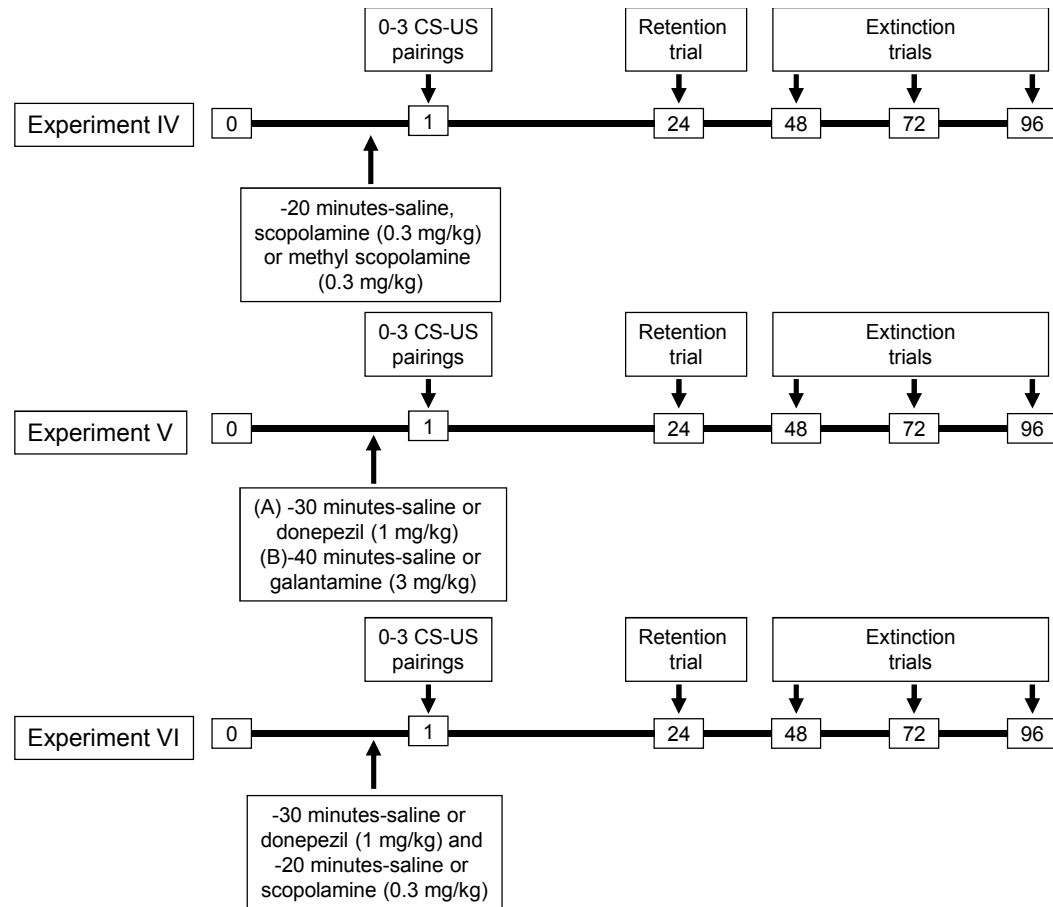 0-3 CS-US
pairings
Retention
trial
Extinction
trials
Experiment IV
0
1
24
48
72
96
-20 minutes-saline,
scopolamine (0.3 mg/kg)
or methyl scopolamine
(0.3 mg/kg)
0-3 CS-US
pairings
Retention
trial
Extinction
trials
Experiment V
0
1
24
48
72
96
(A) -30 minutes-saline or
donepezil (1 mg/kg)
(B)-40 minutes-saline or
galantamine (3 mg/kg)
0-3 CS-US
pairings
Retention
trial
Extinction
trials
Experiment VI
0
1
24
48
72
96
-30 minutes-saline or
donepezil (1 mg/kg) and
-20 minutes-saline or
scopolamine (0.3 mg/kg)